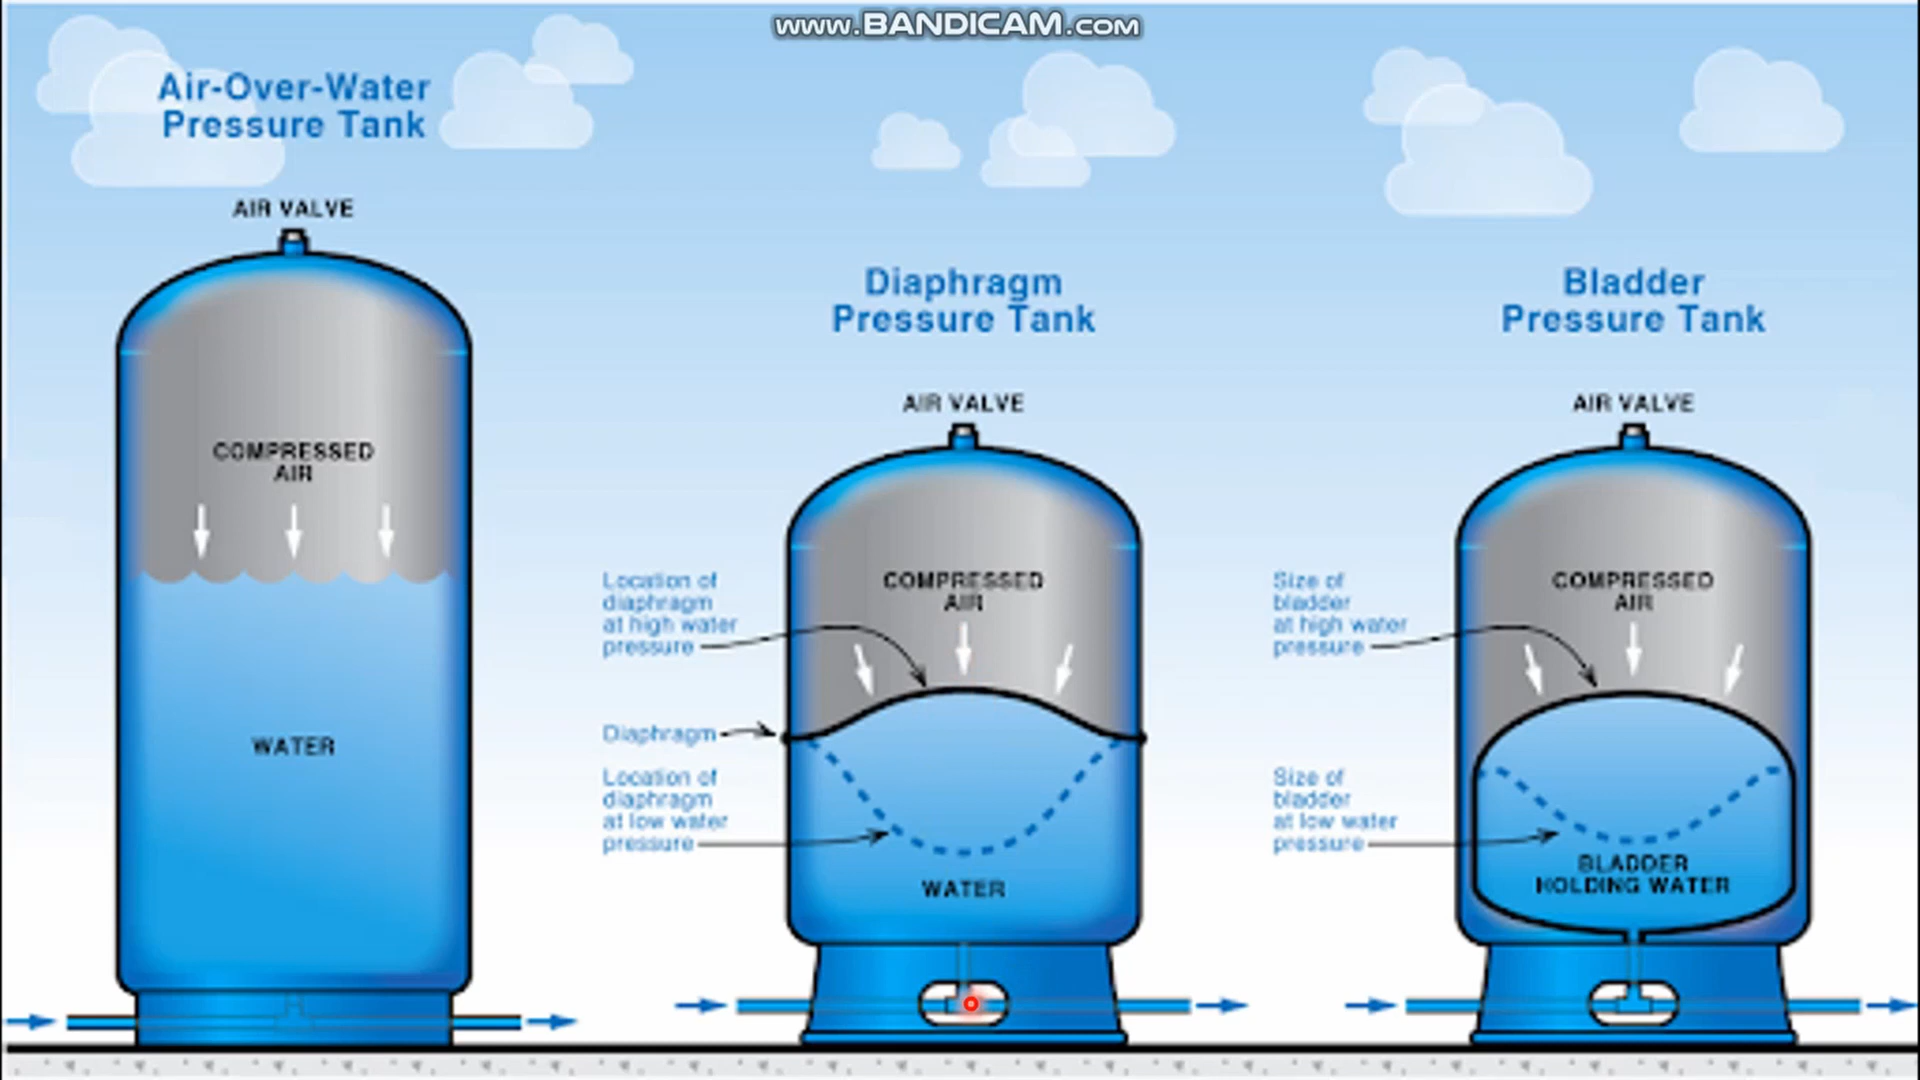 www.BANDICAM.com
Air-Over-Water
Pressure Tank
AIR VALVE
COMPRESSED
AIR
WATER
Diaphragm
Pressure Tank
AIR VALVE
COMPRESSED
AIR
Location of
diaphragm
at high water
pressure
Diaphragm
Location of
diaphragm
at low water
pressure
WATER
Bladder
Pressure Tank
AIR VALVE
COMPRESSED
AIR
Size of
bladder
at high water
pressure
Size of
bladder
at low water
pressure
BLADDER
HOLDING WATER